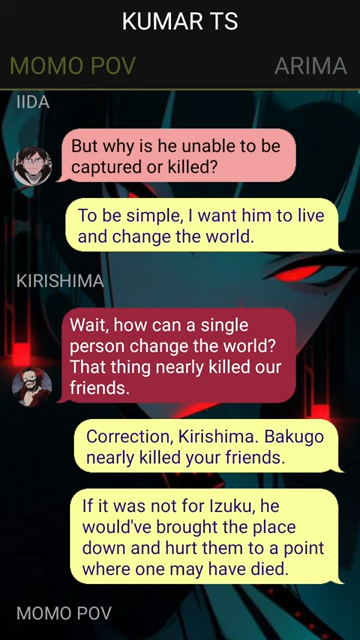 KUMAR TS
MOMO POV
ARIMA
IIDA
But why is he unable to be
captured or killed?
To be simple, I want him to live
and change the world.
KIRISHIMA
Wait, how can a single
person change the world?
That thing nearly killed our
friends.
Correction, Kirishima. Bakugo
nearly killed your friends.
If it was not for Izuku, he
would've brought the place
down and hurt them to a point
where one may have died.
MOMO POV